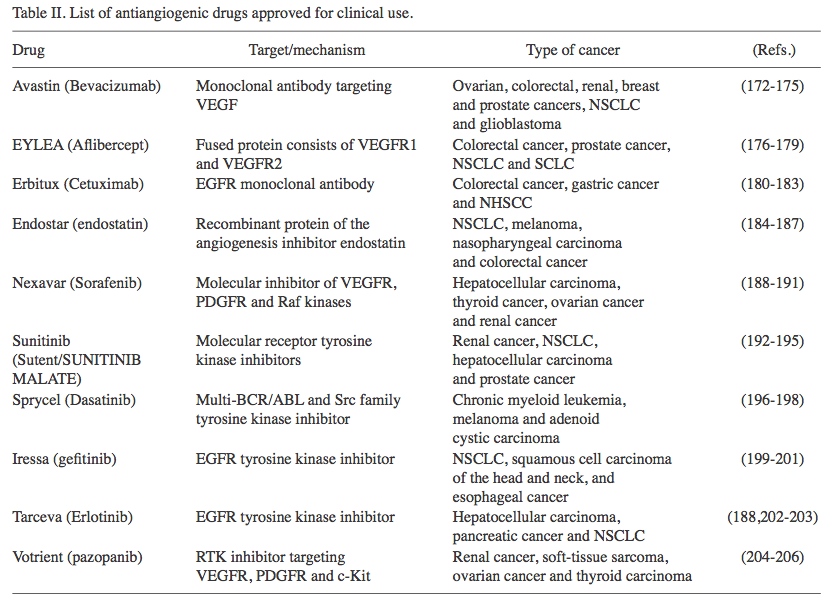 Table II. List of antiangiogenic drugs approved for clinical use.
Drug Target/mechanism Type of cancer (Refs.)
Avastin (Bevacizumab) Monoclonal antibody targeting Ovarian, colorectal, renal, breast (172-175)
VEGF and prostate cancers, NSCLC
and glioblastoma
EYLEA (Aflibercept) Fused protein consists of VEGFR1 Colorectal cancer, prostate cancer, (176-179)
and VEGFR2 NSCLC and SCLC
Erbitux (Cetuximab) EGFR monoclonal antibody Colorectal cancer, gastric cancer (180-183)
and NHSCC
Endostar (endostatin) Recombinant protein of the NSCLC, melanoma, (184-187)
angiogenesis inhibitor endostatin nasopharyngeal carcinoma
and colorectal cancer
Nexavar (Sorafenib) Molecular inhibitor of VEGFR, Hepatocellular carcinoma, (188-191)
PDGFR and Raf kinases thyroid cancer, ovarian cancer
and renal cancer
Sunitinib Molecular receptor tyrosine Renal cancer, NSCLC, (192-195)
(Sutent/SUNITINIB kinase inhibitors hepatocellular carcinoma
MALATE) and prostate cancer
Sprycel (Dasatinib) Multi-BCR/ABL and Src family Chronic myeloid leukemia, (196-198)
tyrosine kinase inhibitor melanoma and adenoid
cystic carcinoma
Iressa (gefitinib) EGFR tyrosine kinase inhibitor NSCLC, squamous cell carcinoma (199-201)
of the head and neck, and
esophageal cancer
Tarceva (Erlotinib) EGFR tyrosine kinase inhibitor Hepatocellular carcinoma, (188,202-203)
pancreatic cancer and NSCLC
Votrient (pazopanib) RTK inhibitor targeting Renal cancer, soft-tissue sarcoma, (204-206)
VEGFR, PDGFR and c-Kit ovarian cancer and thyroid carcinoma